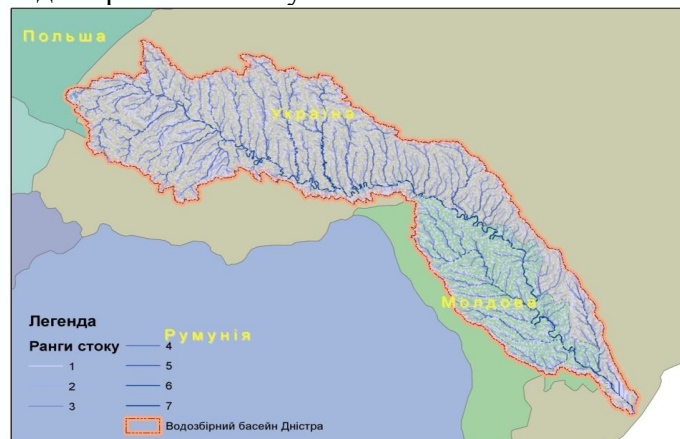 Польша
Україна
Молдова
Румунія
Легенда
Ранги стоку
1
2
3
4
5
6
7
Водозбірний басейн Дністра